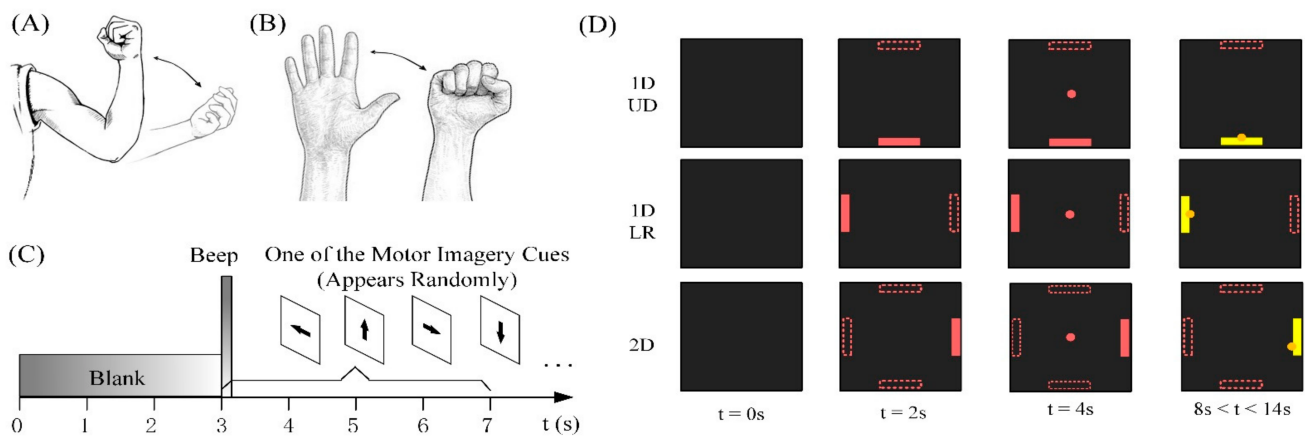 (A)
(B)
(C)
Beep
One of the Motor Imagery Cues
(Appears Randomly)
Blank
...
0 1 2 3 4 5 6 7 t (s)
(D)
1D
UD
1D
LR
2D
t = 0s t = 2s t = 4s 8s < t < 14s